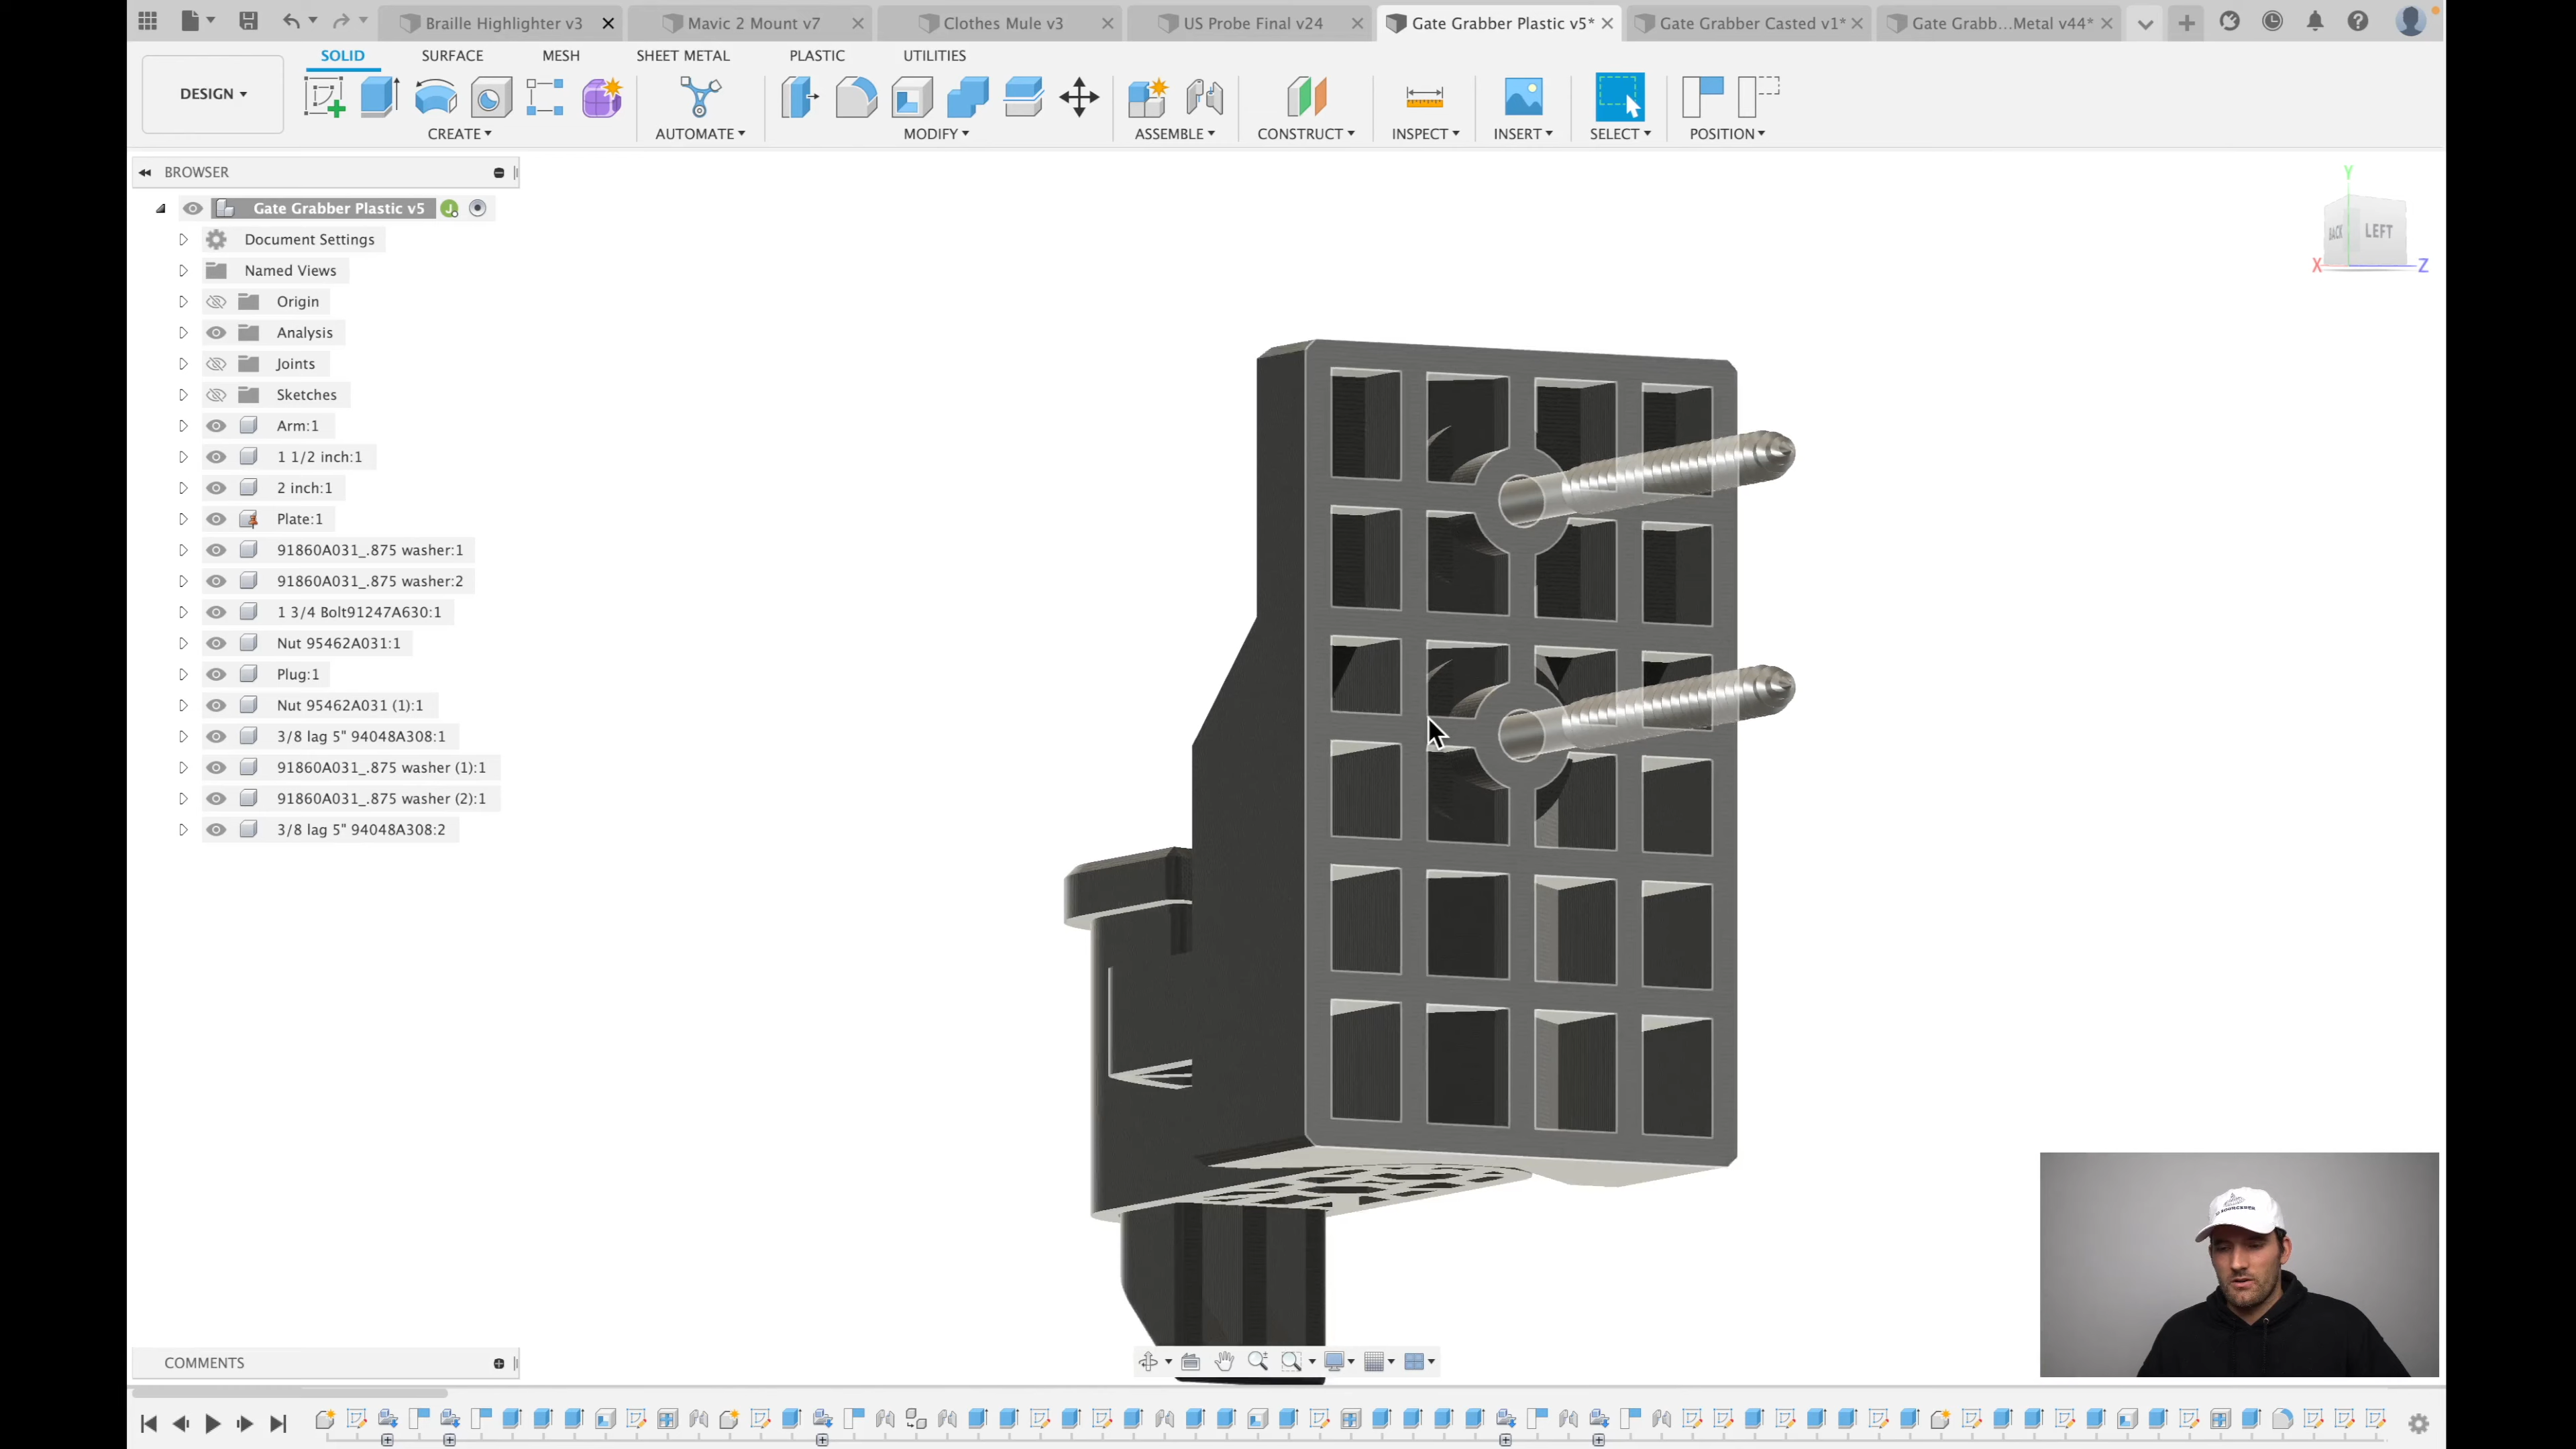 Braille Highlighter v3
Mavic 2 Mount v7
Clothes Mule v3
US Probe Final v24
Gate Grabber Plastic v5*
Gate Grabber Casted v1*
Gate Grabb...Metal v44*
SOLID
SURFACE
MESH
SHEET METAL
PLASTIC
UTILITIES
DESIGN
CREATE
AUTOMATE
MODIFY
ASSEMBLE
CONSTRUCT
INSPECT
INSERT
SELECT
POSITION
BROWSER
Gate Grabber Plastic v5
Document Settings
Named Views
Origin
Analysis
Joints
Sketches
Arm:1
1 1/2 inch:1
2 inch:1
Plate:1
91860A031_.875 washer:1
91860A031_.875 washer:2
1 3/4 Bolt91247A630:1
Nut 95462A031:1
Plug:1
Nut 95462A031 (1):1
3/8 lag 5" 94048A308:1
91860A031_.875 washer (1):1
91860A031_.875 washer (2):1
3/8 lag 5" 94048A308:2
Y
BACK
LEFT
X
Z
COMMENTS